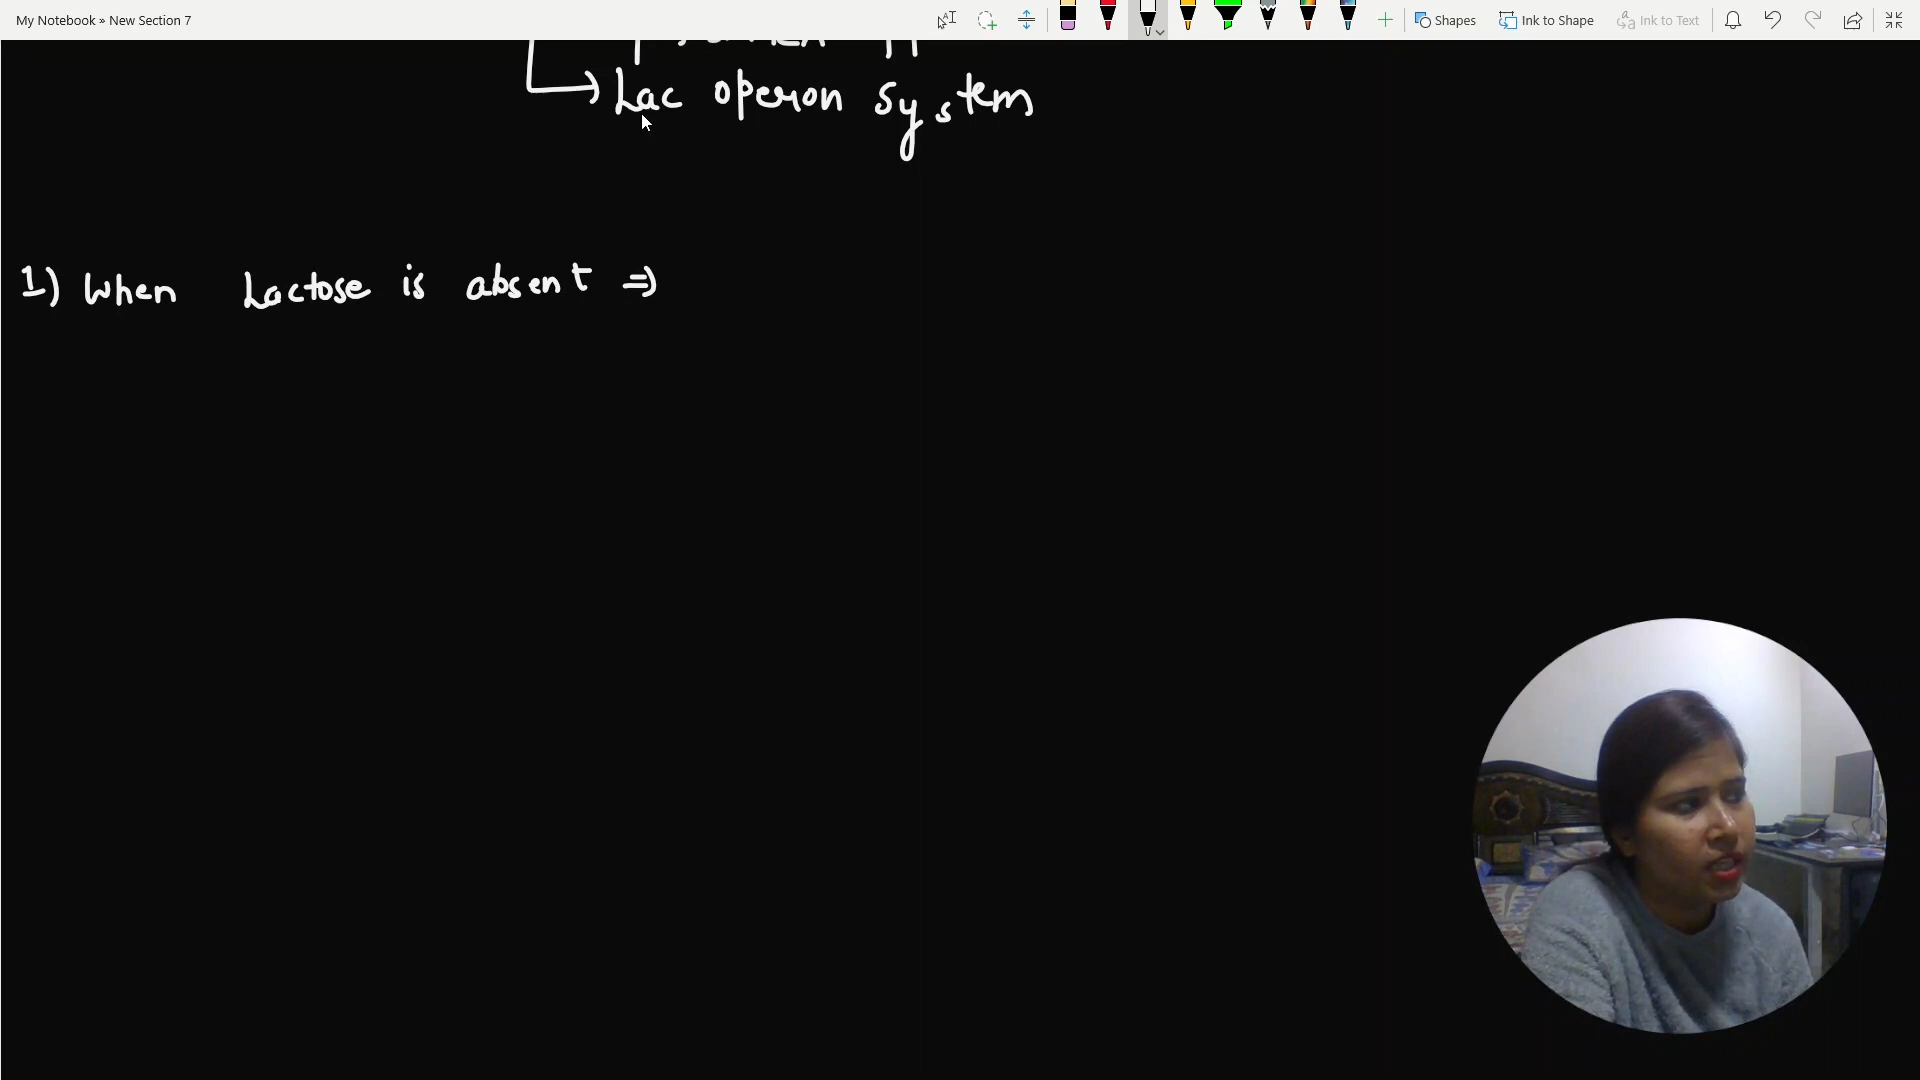 My Notebook » New Section 7
Shapes
Ink to Shape
Ink to Text
Lac operon system
1) When Lactose is absent ⇒